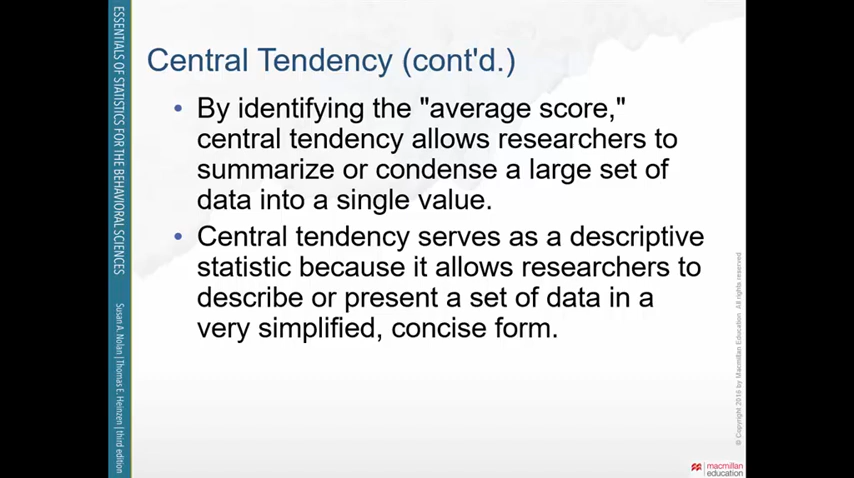 ESSENTIALS OF STATISTICS FOR THE BEHAVIORAL SCIENCES
Susan A. Nolan | Thomas E. Heinzen | third edition
Central Tendency (cont'd.)
• By identifying the "average score,"
central tendency allows researchers to
summarize or condense a large set of
data into a single value.
• Central tendency serves as a descriptive
statistic because it allows researchers to
describe or present a set of data in a
very simplified, concise form.
© Copyright 2016 by Macmillan Education. All rights reserved
macmillan
education